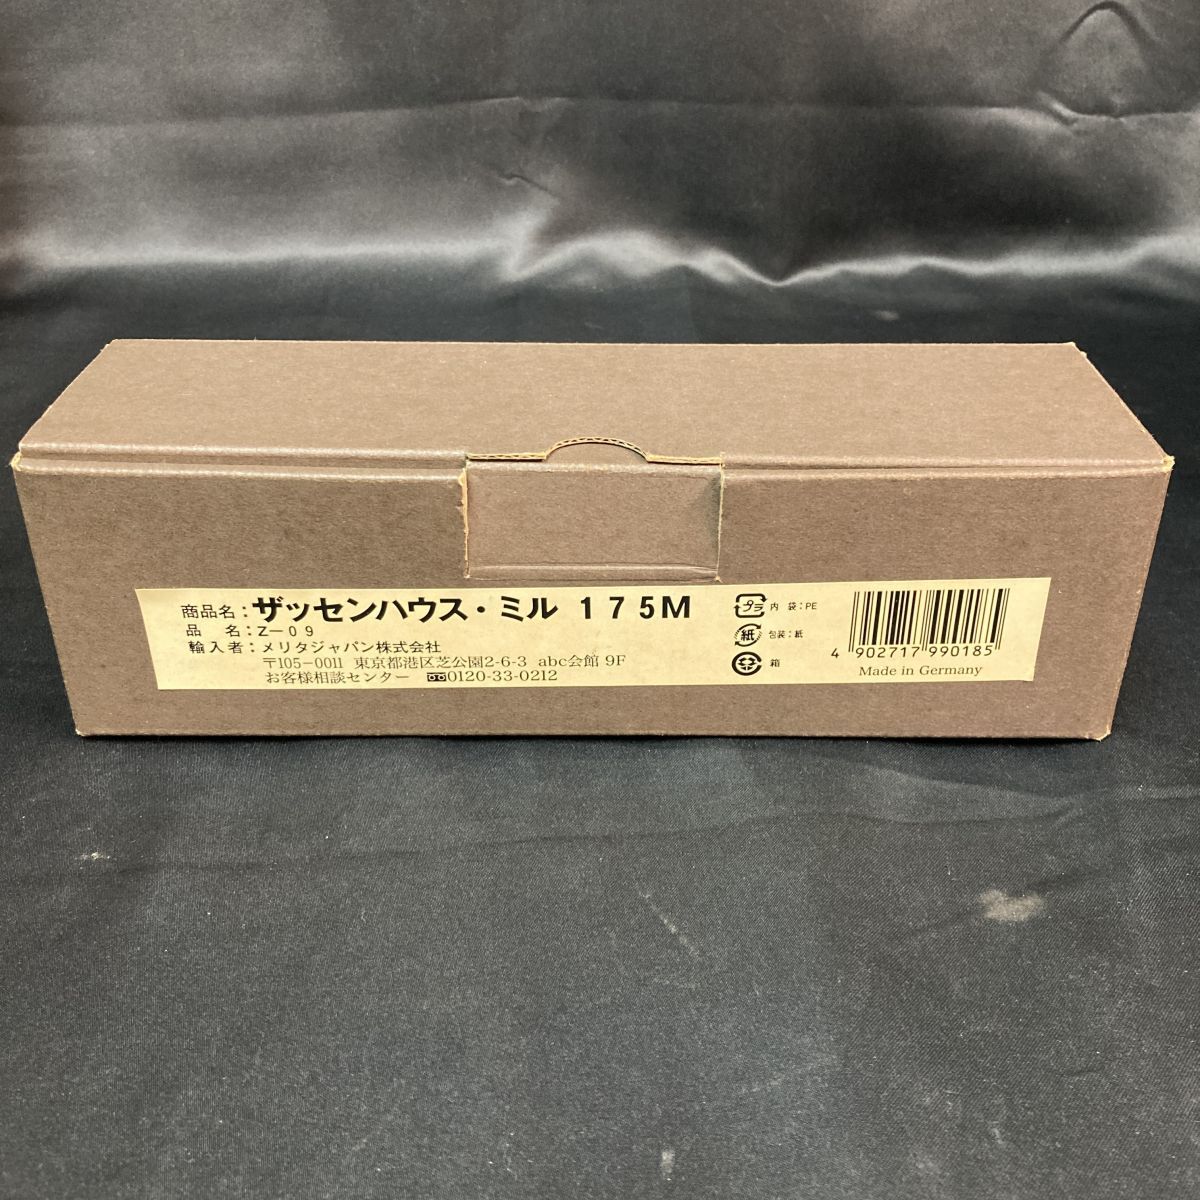 商品名：ザッセンハウス・ミル 175M
品　名：Z－09
輸入者：メリタジャパン株式会社
〒105-0011 東京都港区芝公園2-6-3 abc会館 9F
お客様相談センター 0120-33-0212
プラ 内 袋：PE
紙 包装：紙
箱
4 902717 990185
Made in Germany